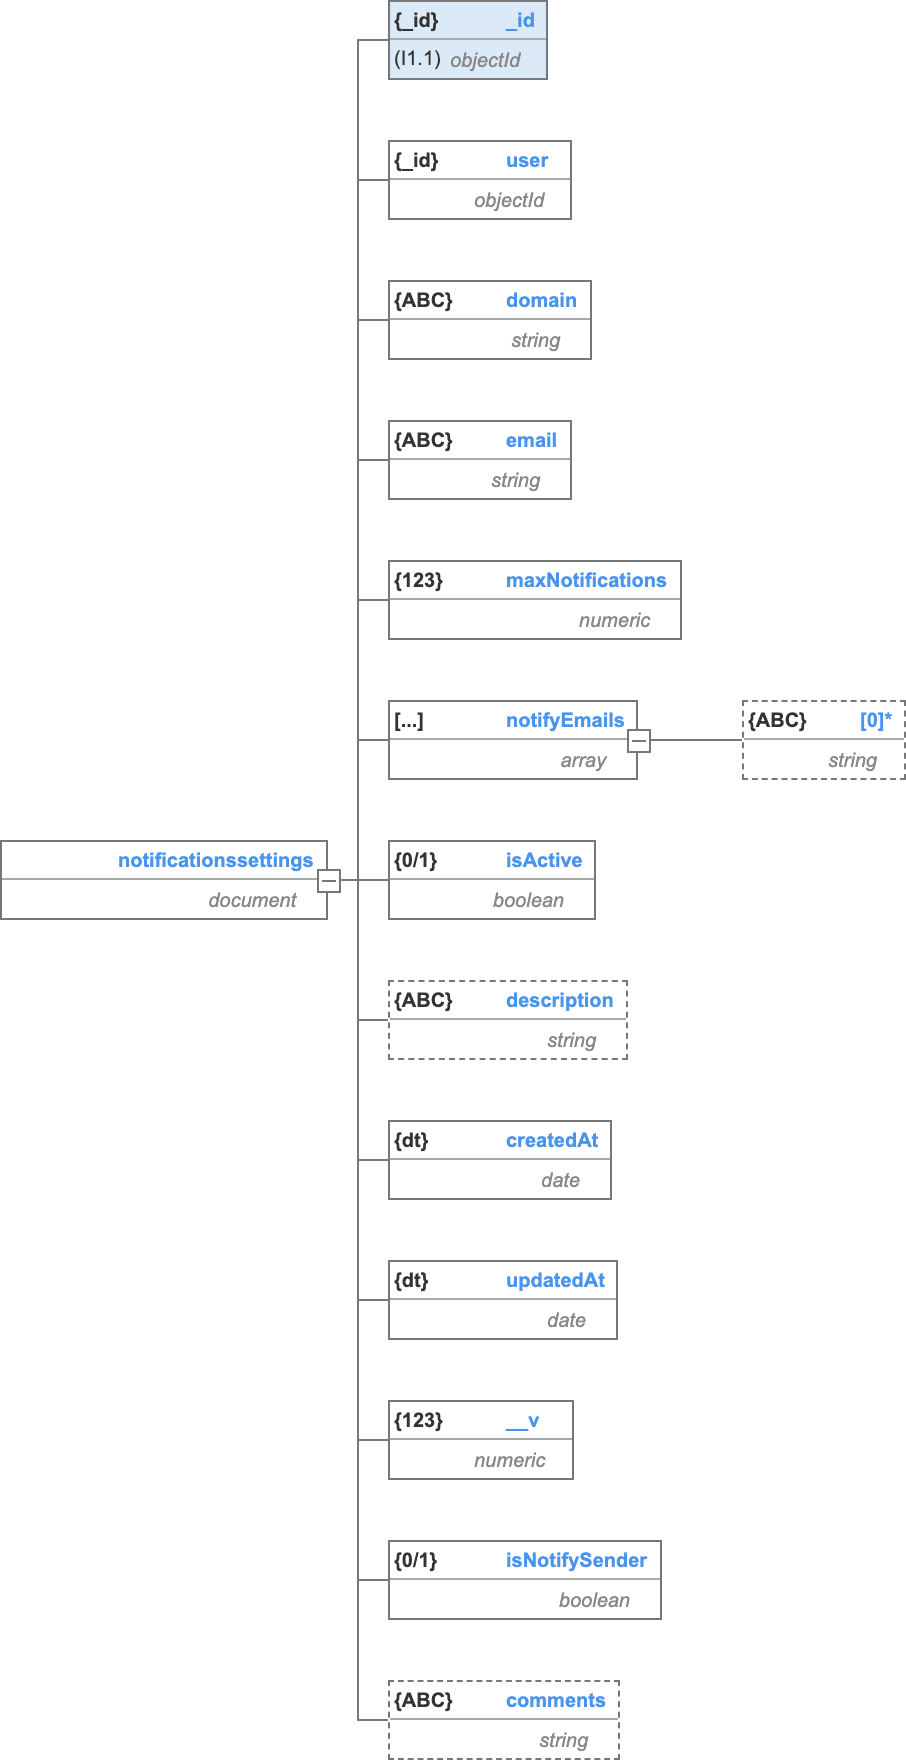 {_id} _id
(I1.1) objectId
{_id} user
objectId
{ABC} domain
string
{ABC} email
string
{123} maxNotifications
numeric
[...] notifyEmails
array
{ABC} [0]*
string
notificationssettings
document
{0/1} isActive
boolean
{ABC} description
string
{dt} createdAt
date
{dt} updatedAt
date
{123} __v
numeric
{0/1} isNotifySender
boolean
{ABC} comments
string